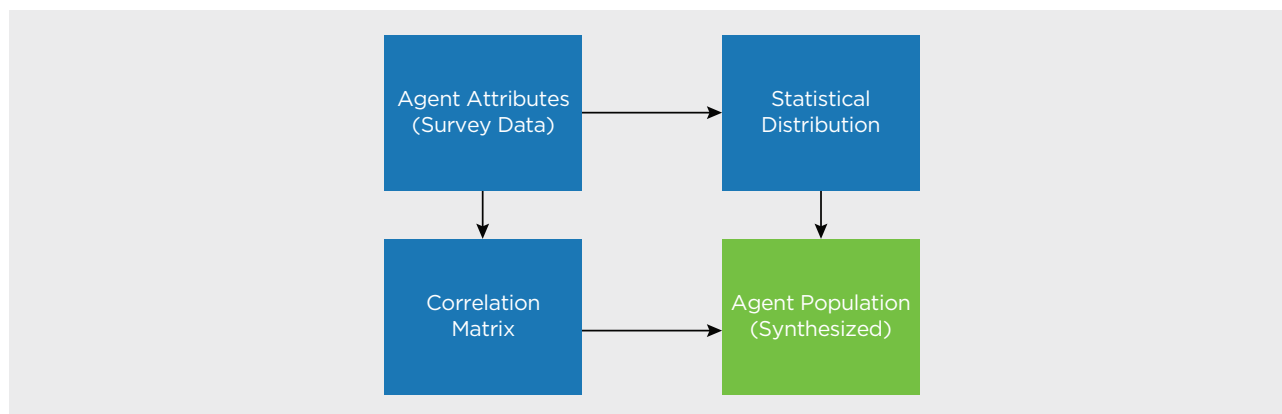 Agent Attributes
(Survey Data)
Statistical
Distribution
Correlation
Matrix
Agent Population
(Synthesized)